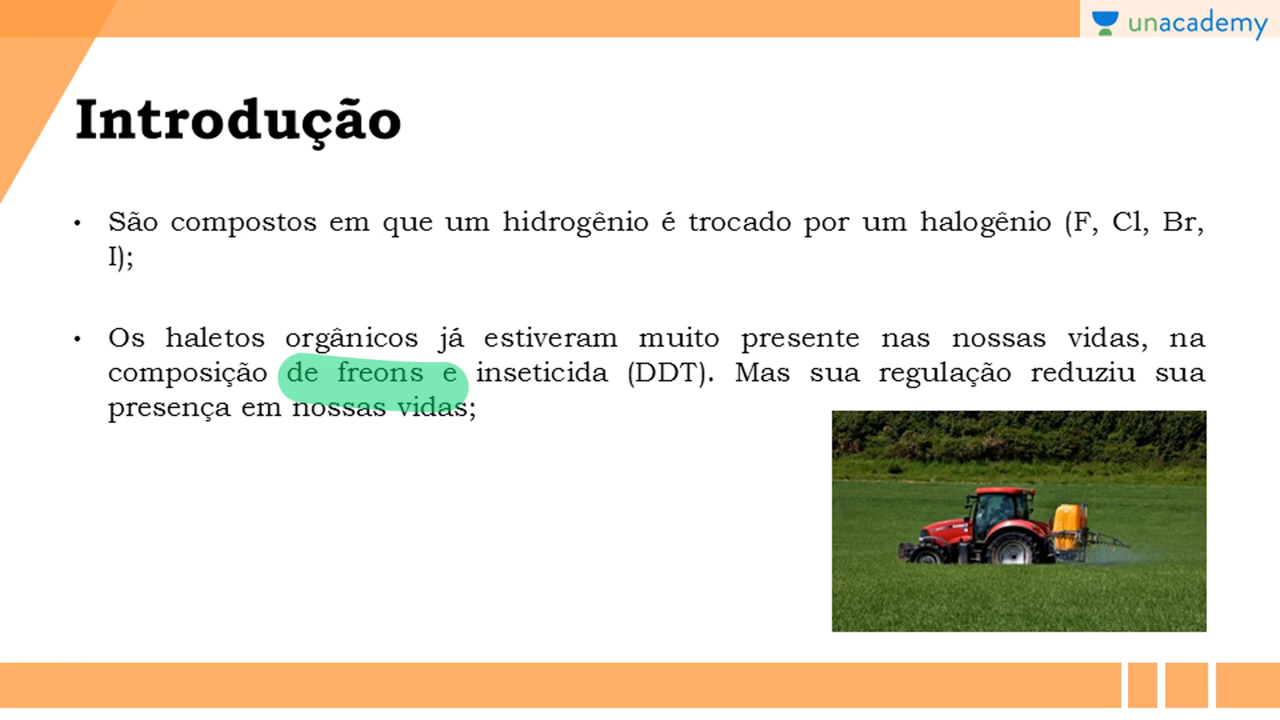 unacademy
Introdução
• São compostos em que um hidrogênio é trocado por um halogênio (F, Cl, Br,
I);
• Os haletos orgânicos já estiveram muito presente nas nossas vidas, na
composição de freons e inseticida (DDT). Mas sua regulação reduziu sua
presença em nossas vidas;